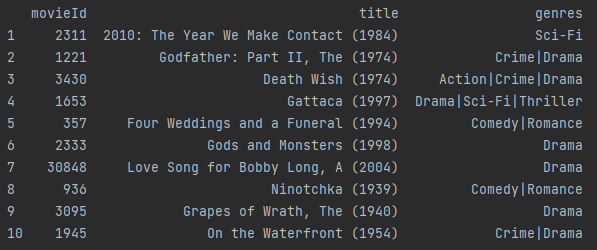 movieId title genres
1 2311 2010: The Year We Make Contact (1984) Sci-Fi
2 1221 Godfather: Part II, The (1974) Crime|Drama
3 3430 Death Wish (1974) Action|Crime|Drama
4 1653 Gattaca (1997) Drama|Sci-Fi|Thriller
5 357 Four Weddings and a Funeral (1994) Comedy|Romance
6 2333 Gods and Monsters (1998) Drama
7 30848 Love Song for Bobby Long, A (2004) Drama
8 936 Ninotchka (1939) Comedy|Romance
9 3095 Grapes of Wrath, The (1940) Drama
10 1945 On the Waterfront (1954) Crime|Drama